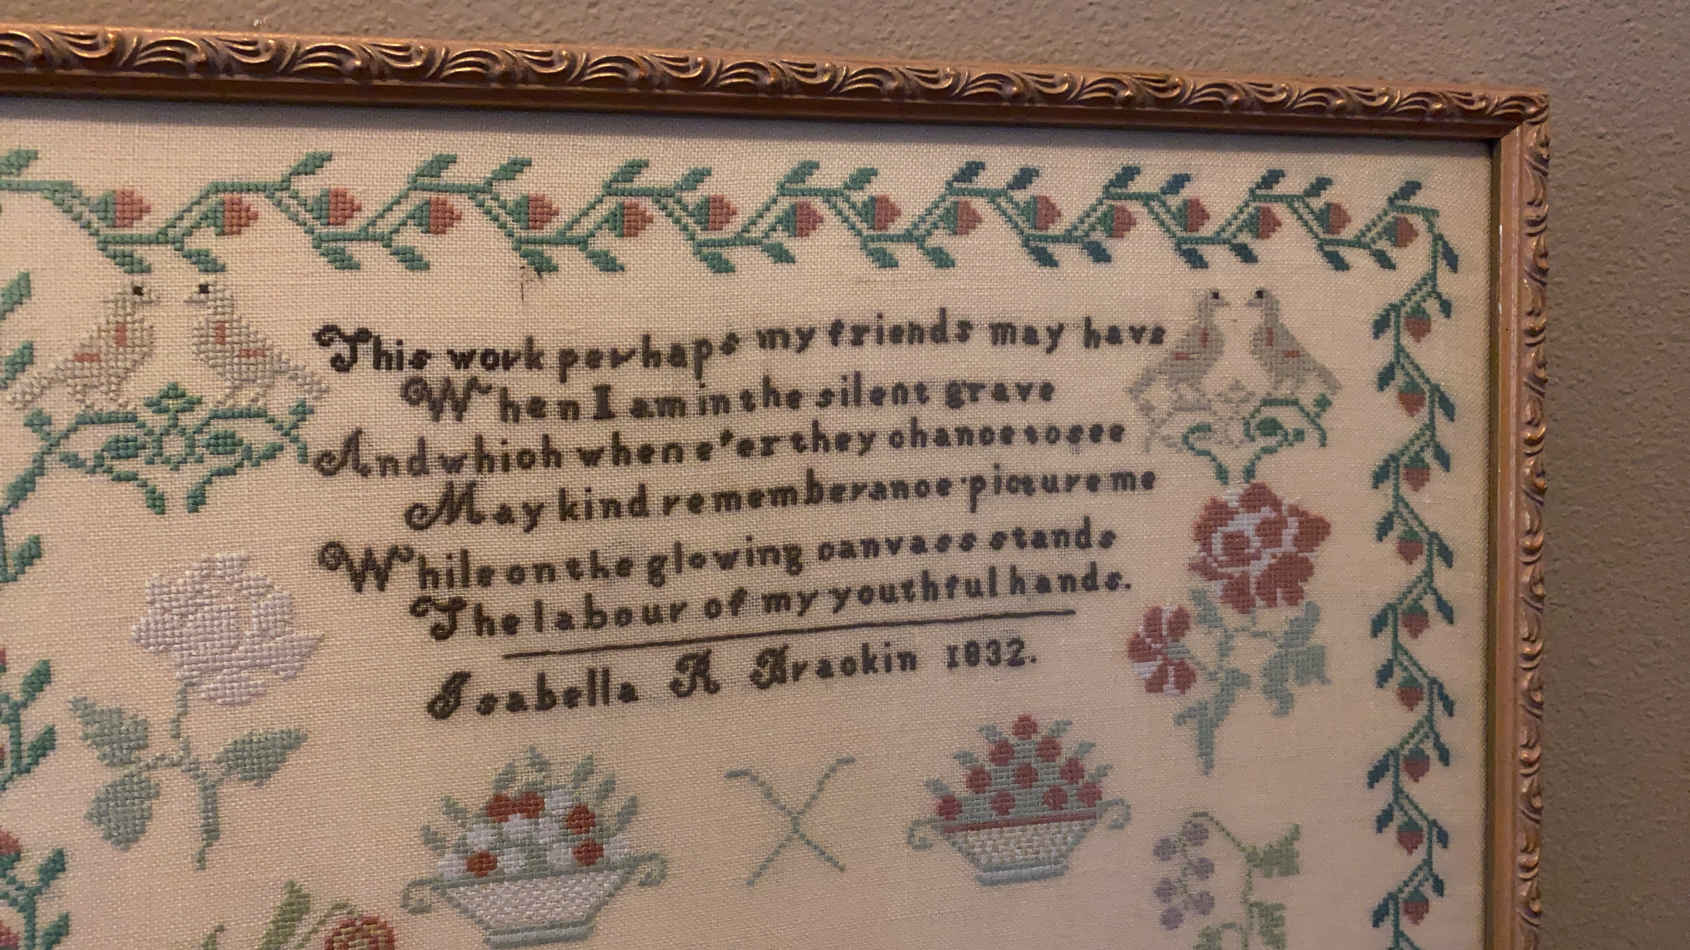 This work perhaps my friends may have
When I am in the silent grave
And which when e'er they chance to see
May kind rememberance picture me
While on the glowing canvass stands
The labour of my youthful hands.
Isabella A Arackin 1832.